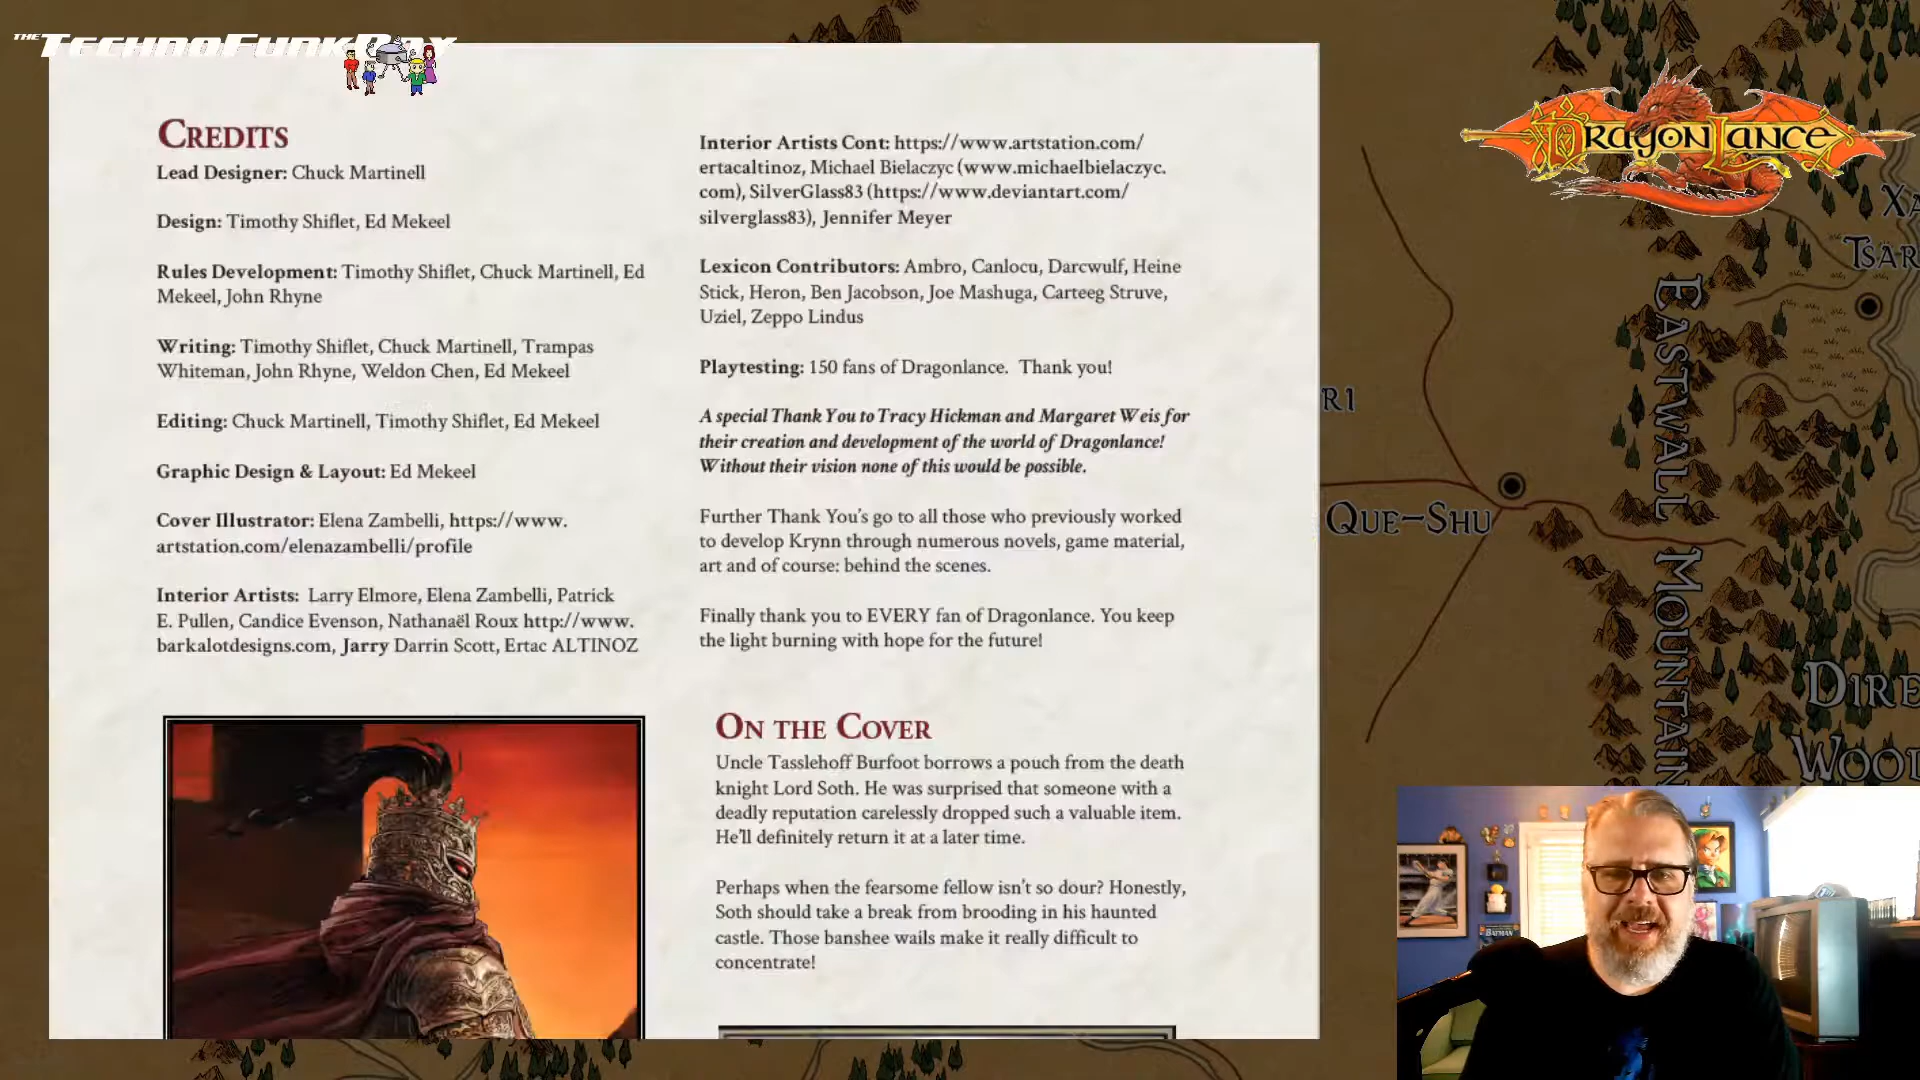 THE TECHNOFUNKBOY
CREDITS
Lead Designer: Chuck Martinell
Design: Timothy Shiflet, Ed Mekeel
Rules Development: Timothy Shiflet, Chuck Martinell, Ed
Mekeel, John Rhyne
Writing: Timothy Shiflet, Chuck Martinell, Trampas
Whiteman, John Rhyne, Weldon Chen, Ed Mekeel
Editing: Chuck Martinell, Timothy Shiflet, Ed Mekeel
Graphic Design & Layout: Ed Mekeel
Cover Illustrator: Elena Zambelli, https://www.
artstation.com/elenazambelli/profile
Interior Artists: Larry Elmore, Elena Zambelli, Patrick
E. Pullen, Candice Evenson, Nathanaël Roux http://www.
barkalotdesigns.com, Jarry Darrin Scott, Ertac ALTINOZ
Interior Artists Cont: https://www.artstation.com/
ertacaltinoz, Michael Bielaczyc (www.michaelbielaczyc.
com), SilverGlass83 (https://www.deviantart.com/
silverglass83), Jennifer Meyer
Lexicon Contributors: Ambro, Canlocu, Darcwulf, Heine
Stick, Heron, Ben Jacobson, Joe Mashuga, Carteeg Struve,
Uziel, Zeppo Lindus
Playtesting: 150 fans of Dragonlance. Thank you!
A special Thank You to Tracy Hickman and Margaret Weis for
their creation and development of the world of Dragonlance!
Without their vision none of this would be possible.
Further Thank You's go to all those who previously worked
to develop Krynn through numerous novels, game material,
art and of course: behind the scenes.
Finally thank you to EVERY fan of Dragonlance. You keep
the light burning with hope for the future!
ON THE COVER
Uncle Tasslehoff Burfoot borrows a pouch from the death
knight Lord Soth. He was surprised that someone with a
deadly reputation carelessly dropped such a valuable item.
He'll definitely return it at a later time.
Perhaps when the fearsome fellow isn't so dour? Honestly,
Soth should take a break from brooding in his haunted
castle. Those banshee wails make it really difficult to
concentrate!
DRAGONLANCE
XA
TSAR
RI
QUE-SHU
EASTWALL MOUNTAIN
DIRE
WOOD
BATMAN